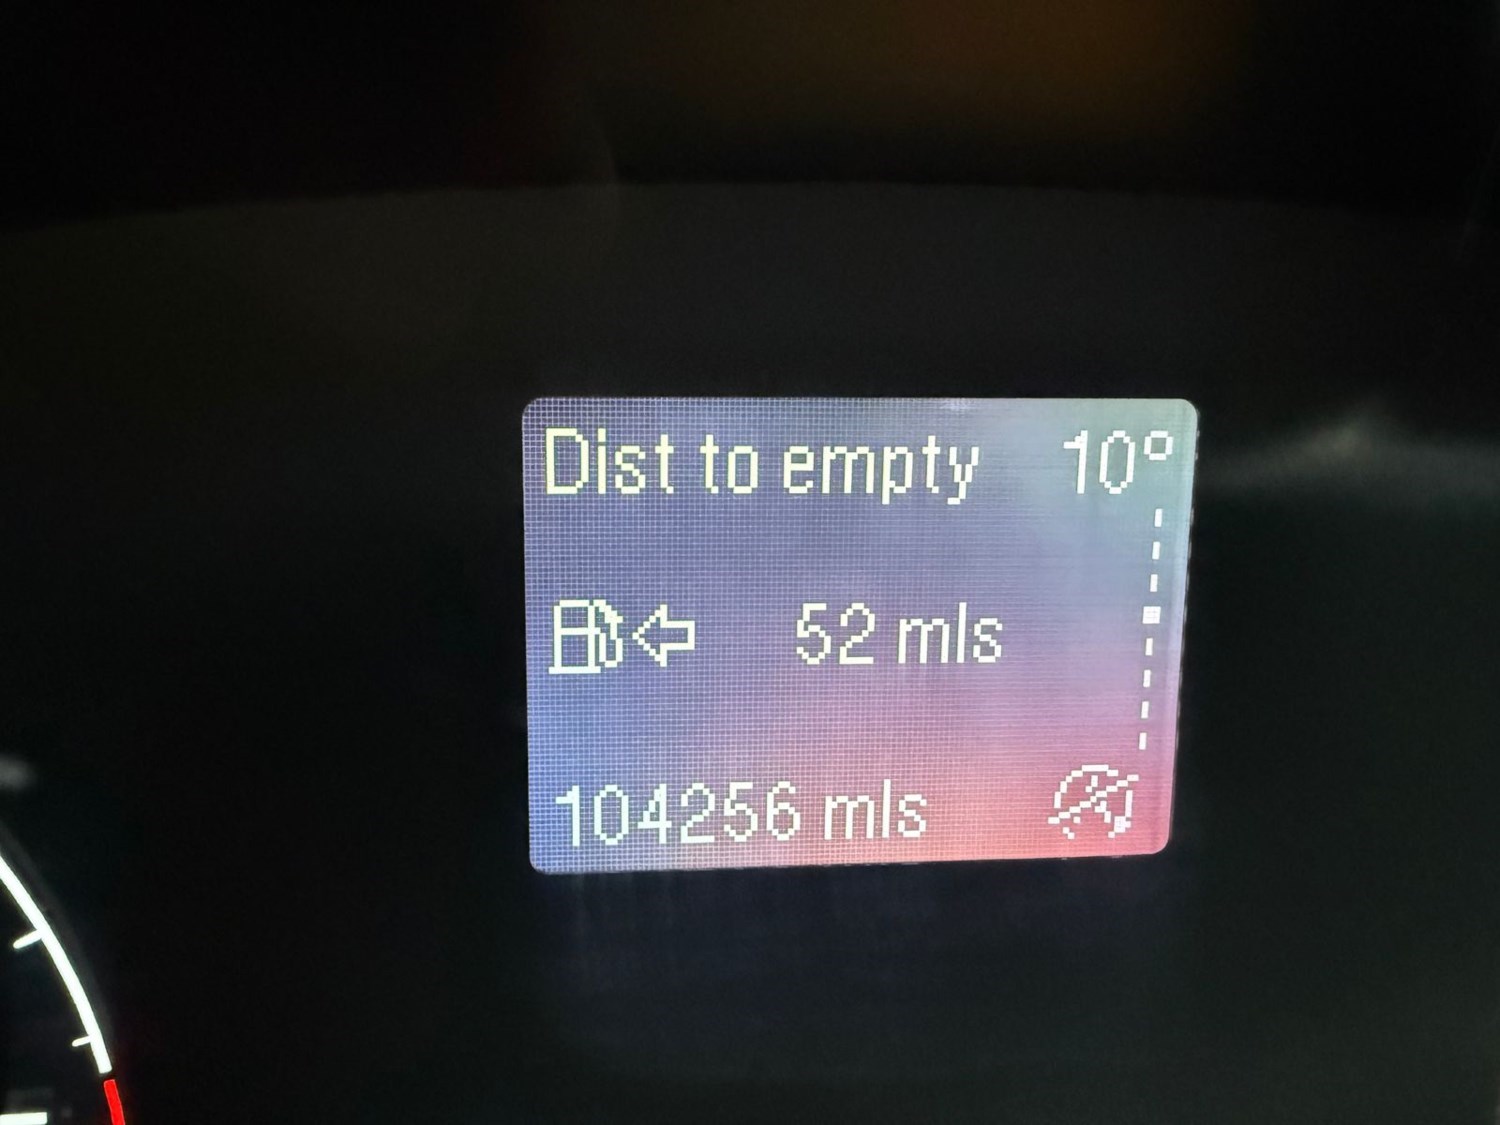 Dist to empty 10°
52 mls
104256 mls